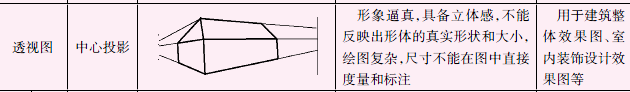 透视图
中心投影
形象逼真,具备立体感,不能
反映出形体的真实形状和大小,
绘图复杂,尺寸不能在图中直接
度量和标注
用于建筑整
体效果图、室
内装饰设计效
果图等